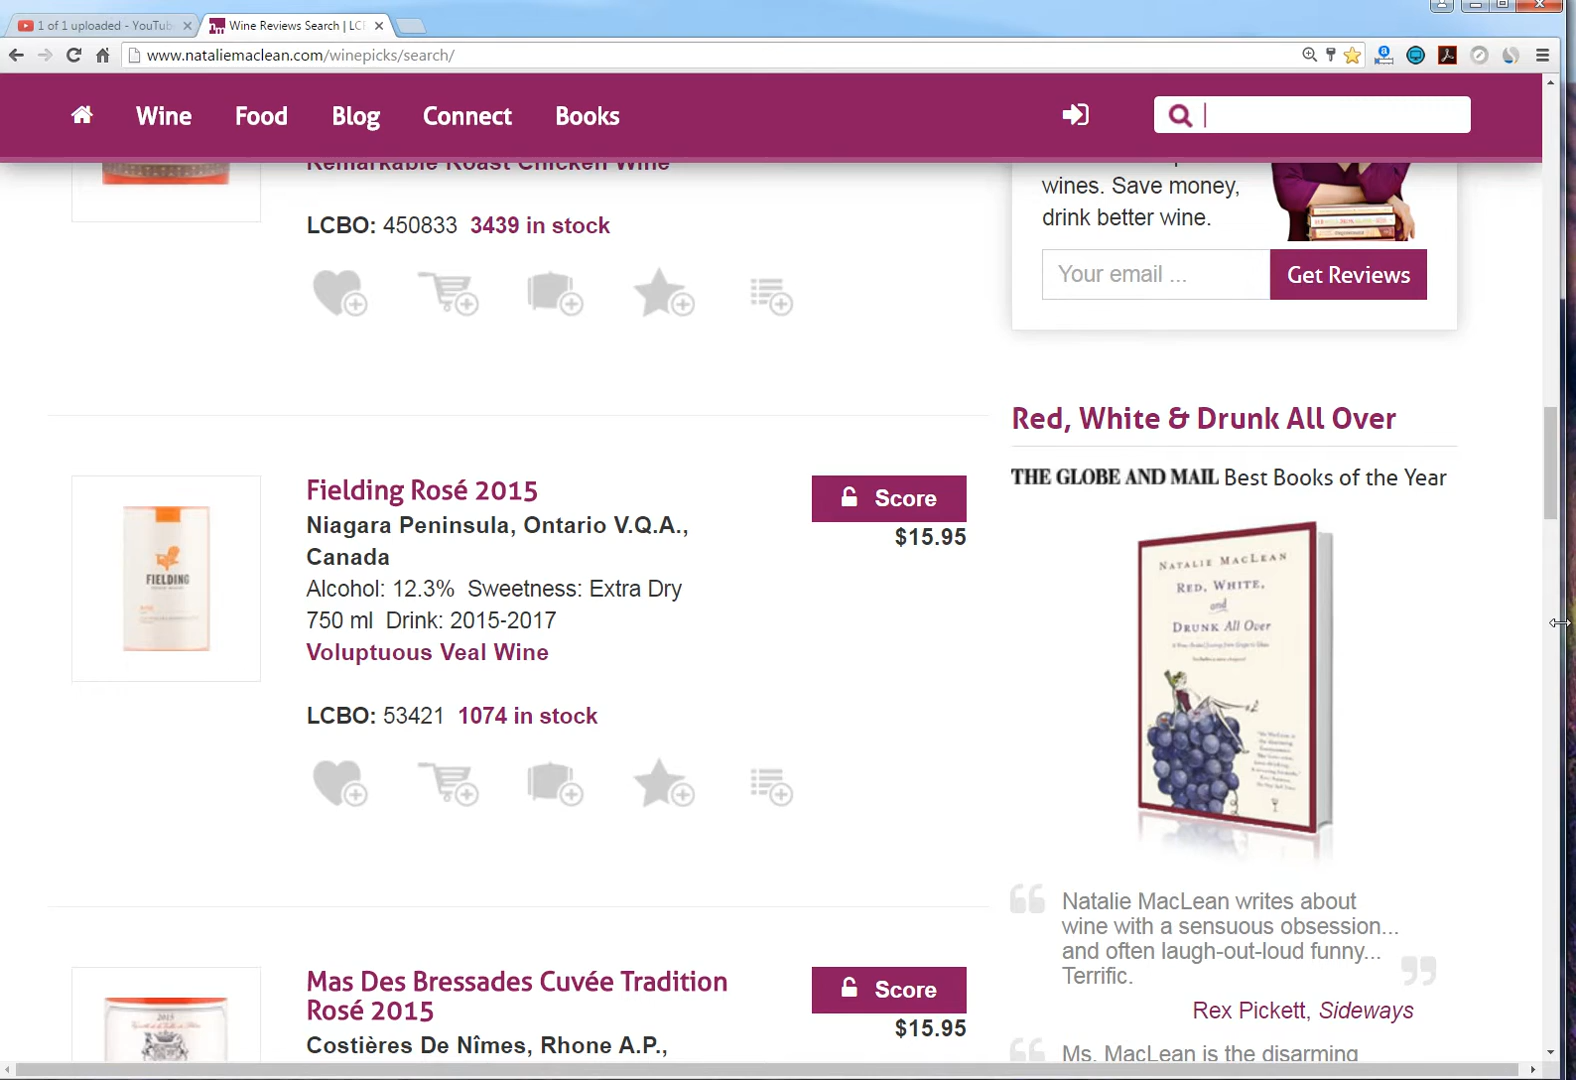 1 of 1 uploaded - YouTub
Wine Reviews Search | LC
www.nataliemaclean.com/winepicks/search/
Wine Food Blog Connect Books
Remarkable Roast Chicken Wine
LCBO: 450833 3439 in stock
wines. Save money,
drink better wine.
Your email ...
Get Reviews
Fielding Rosé 2015
Niagara Peninsula, Ontario V.Q.A.,
Canada
Alcohol: 12.3% Sweetness: Extra Dry
750 ml Drink: 2015-2017
Voluptuous Veal Wine
LCBO: 53421 1074 in stock
Score
$15.95
FIELDING
Mas Des Bressades Cuvée Tradition
Rosé 2015
Costières De Nîmes, Rhone A.P.,
Score
$15.95
2015
Red, White & Drunk All Over
THE GLOBE AND MAIL Best Books of the Year
NATALIE MACLEAN
RED, WHITE,
and
DRUNK All Over
Natalie MacLean writes about
wine with a sensuous obsession...
and often laugh-out-loud funny...
Terrific.
Rex Pickett, Sideways
Ms. MacLean is the disarming